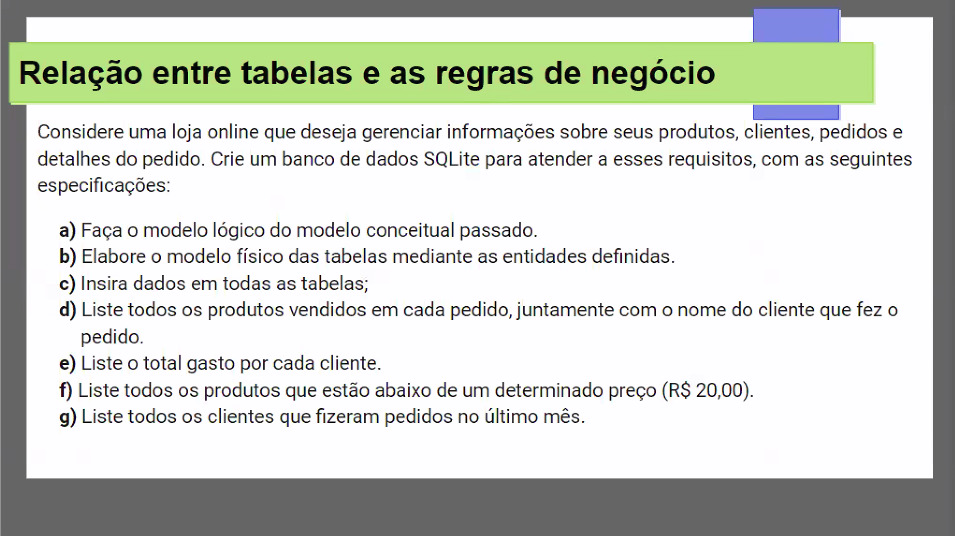 Relação entre tabelas e as regras de negócio
Considere uma loja online que deseja gerenciar informações sobre seus produtos, clientes, pedidos e
detalhes do pedido. Crie um banco de dados SQLite para atender a esses requisitos, com as seguintes
especificações:
a) Faça o modelo lógico do modelo conceitual passado.
b) Elabore o modelo físico das tabelas mediante as entidades definidas.
c) Insira dados em todas as tabelas;
d) Liste todos os produtos vendidos em cada pedido, juntamente com o nome do cliente que fez o
pedido.
e) Liste o total gasto por cada cliente.
f) Liste todos os produtos que estão abaixo de um determinado preço (R$ 20,00).
g) Liste todos os clientes que fizeram pedidos no último mês.